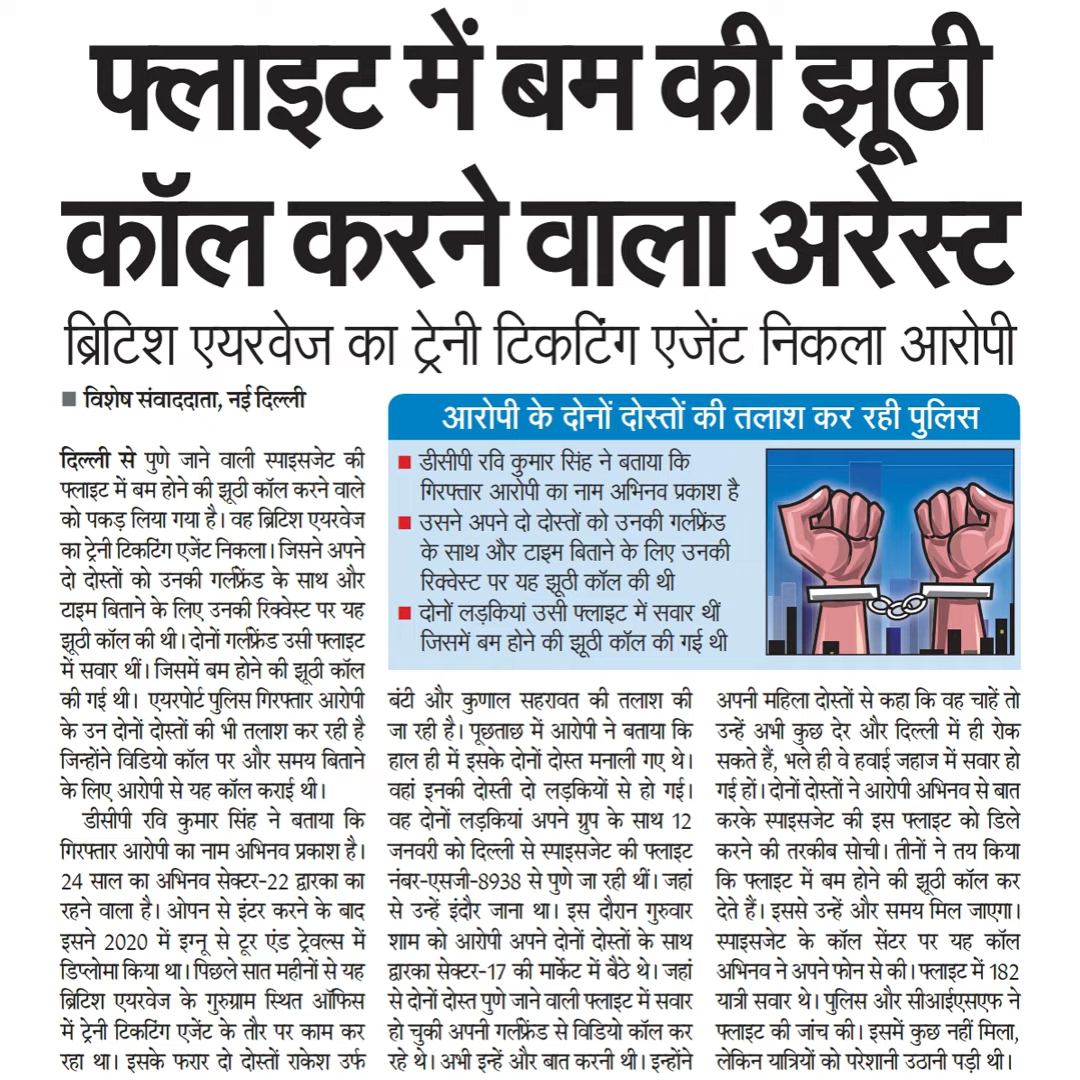 फ्लाइट में बम की झूठी
कॉल करने वाला अरेस्ट
ब्रिटिश एयरवेज का ट्रेनी टिकटिंग एजेंट निकला आरोपी
■ विशेष संवाददाता, नई दिल्ली
दिल्ली से पुणे जाने वाली स्पाइसजेट की
फ्लाइट में बम होने की झूठी कॉल करने वाले
को पकड़ लिया गया है। वह ब्रिटिश एयरवेज
का ट्रेनी टिकटिंग एजेंट निकला। जिसने अपने
दो दोस्तों को उनकी गर्लफ्रेंड के साथ और
टाइम बिताने के लिए उनकी रिक्वेस्ट पर यह
झूठी कॉल की थी। दोनों गर्लफ्रेंड उसी फ्लाइट
में सवार थीं। जिसमें बम होने की झूठी कॉल
की गई थी। एयरपोर्ट पुलिस गिरफ्तार आरोपी
के उन दोनों दोस्तों की भी तलाश कर रही है
जिन्होंने विडियो कॉल पर और समय बिताने
के लिए आरोपी से यह कॉल कराई थी।
डीसीपी रवि कुमार सिंह ने बताया कि
गिरफ्तार आरोपी का नाम अभिनव प्रकाश है।
24 साल का अभिनव सेक्टर-22 द्वारका का
रहने वाला है। ओपन से इंटर करने के बाद
इसने 2020 में इग्नू से टूर एंड ट्रेवल्स में
डिप्लोमा किया था। पिछले सात महीनों से यह
ब्रिटिश एयरवेज के गुरुग्राम स्थित ऑफिस
में ट्रेनी टिकटिंग एजेंट के तौर पर काम कर
रहा था। इसके फरार दो दोस्तों राकेश उर्फ
आरोपी के दोनों दोस्तों की तलाश कर रही पुलिस
■ डीसीपी रवि कुमार सिंह ने बताया कि
गिरफ्तार आरोपी का नाम अभिनव प्रकाश है
■ उसने अपने दो दोस्तों को उनकी गर्लफ्रेंड
के साथ और टाइम बिताने के लिए उनकी
रिक्वेस्ट पर यह झूठी कॉल की थी
■ दोनों लड़कियां उसी फ्लाइट में सवार थीं
जिसमें बम होने की झूठी कॉल की गई थी
बंटी और कुणाल सहरावत की तलाश की
जा रही है। पूछताछ में आरोपी ने बताया कि
हाल ही में इसके दोनों दोस्त मनाली गए थे।
वहां इनकी दोस्ती दो लड़कियों से हो गई।
वह दोनों लड़कियां अपने ग्रुप के साथ 12
जनवरी को दिल्ली से स्पाइसजेट की फ्लाइट
नंबर-एसजी-8938 से पुणे जा रही थीं। जहां
से उन्हें इंदौर जाना था। इस दौरान गुरुवार
शाम को आरोपी अपने दोनों दोस्तों के साथ
द्वारका सेक्टर-17 की मार्केट में बैठे थे। जहां
से दोनों दोस्त पुणे जाने वाली फ्लाइट में सवार
हो चुकी अपनी गर्लफ्रेंड से विडियो कॉल कर
रहे थे। अभी इन्हें और बात करनी थी। इन्होंने
अपनी महिला दोस्तों से कहा कि वह चाहें तो
उन्हें अभी कुछ देर और दिल्ली में ही रोक
सकते हैं, भले ही वे हवाई जहाज में सवार हो
गई हों। दोनों दोस्तों ने आरोपी अभिनव से बात
करके स्पाइसजेट की इस फ्लाइट को डिले
करने की तरकीब सोची। तीनों ने तय किया
कि फ्लाइट में बम होने की झूठी कॉल कर
देते हैं। इससे उन्हें और समय मिल जाएगा।
स्पाइसजेट के कॉल सेंटर पर यह कॉल
अभिनव ने अपने फोन से की। फ्लाइट में 182
यात्री सवार थे। पुलिस और सीआईएसएफ ने
फ्लाइट की जांच की। इसमें कुछ नहीं मिला,
लेकिन यात्रियों को परेशानी उठानी पड़ी थी।